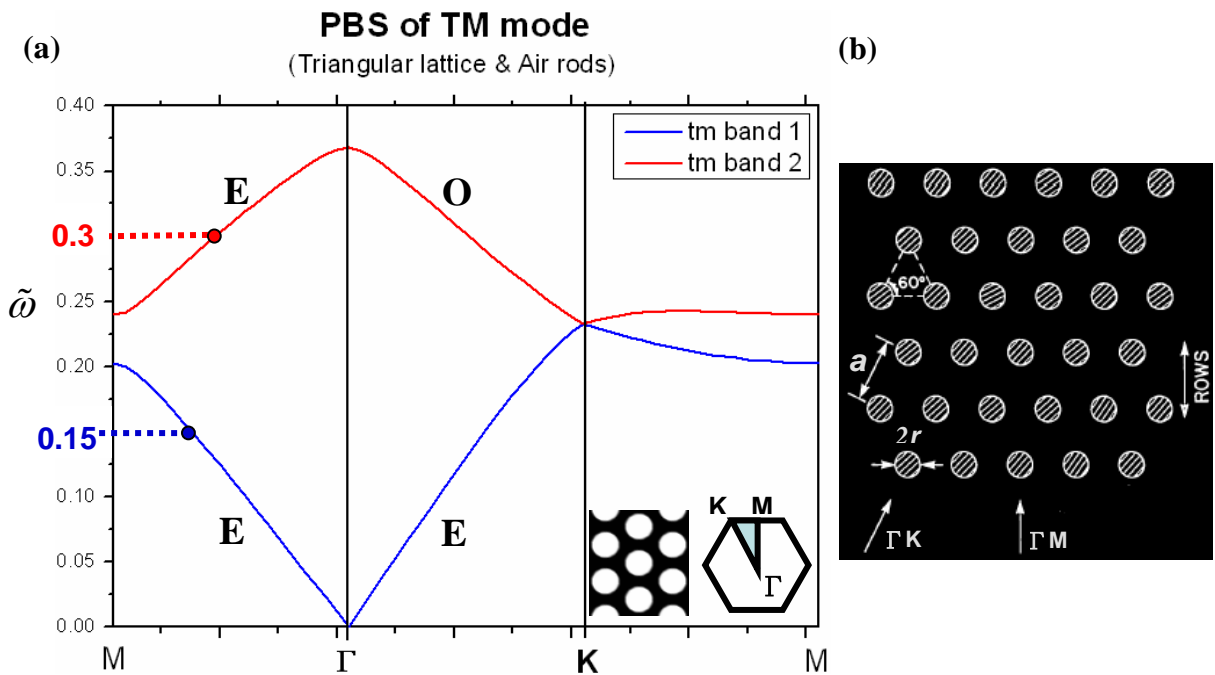 PBS of TM mode
(a)
(Triangular lattice & Air rods)
(b)
tm band 1
tm band 2
0.40
0.35
0.30
0.25
0.20
0.15
0.10
0.05
0.00
0.3
0.15
ω̃
E
O
E
E
K M
Γ
M
Γ
K
M
60°
a
ROWS
2r
ΓK
ΓM